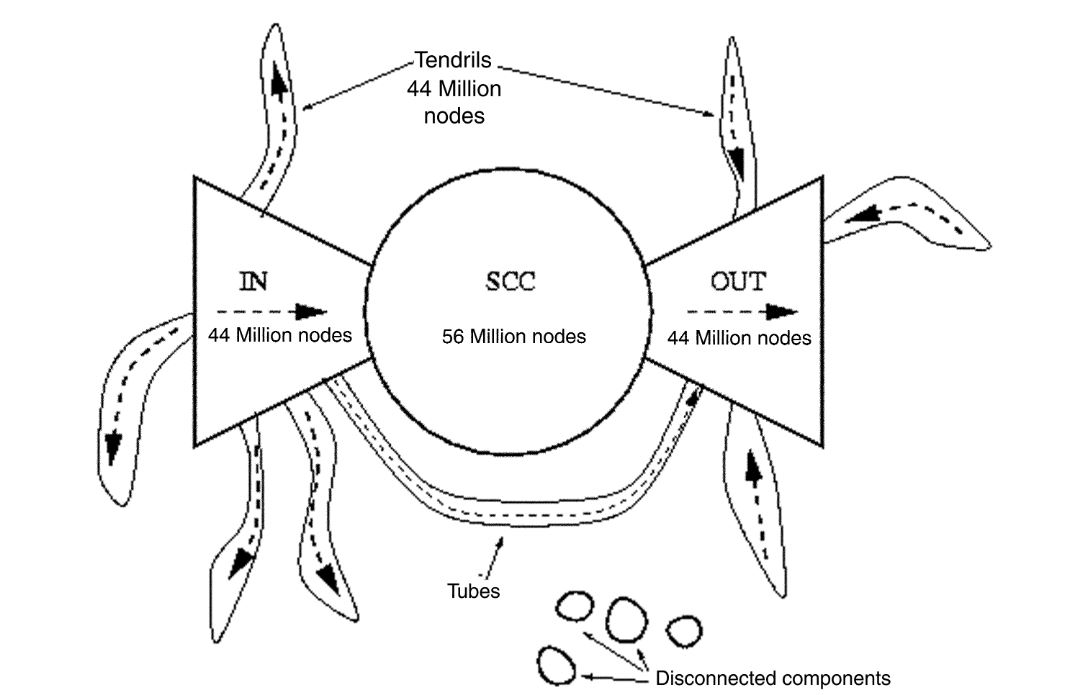 Tendrils
44 Million
nodes
IN
44 Million nodes
SCC
56 Million nodes
OUT
44 Million nodes
Tubes
Disconnected components